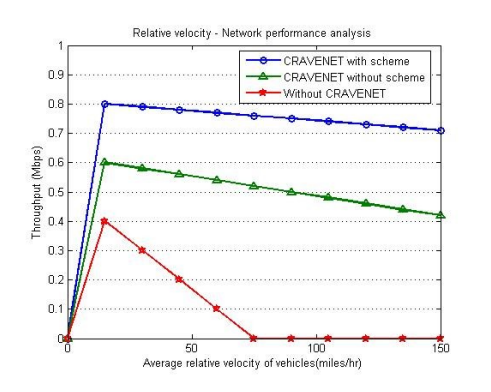 Relative velocity - Network performance analysis
1
0.9
0.8
0.7
0.6
0.5
0.4
0.3
0.2
0.1
0
Throughput (Mbps)
CRAVENET with scheme
CRAVENET without scheme
Without CRAVENET
0 50 100 150
Average relative velocity of vehicles(miles/hr)